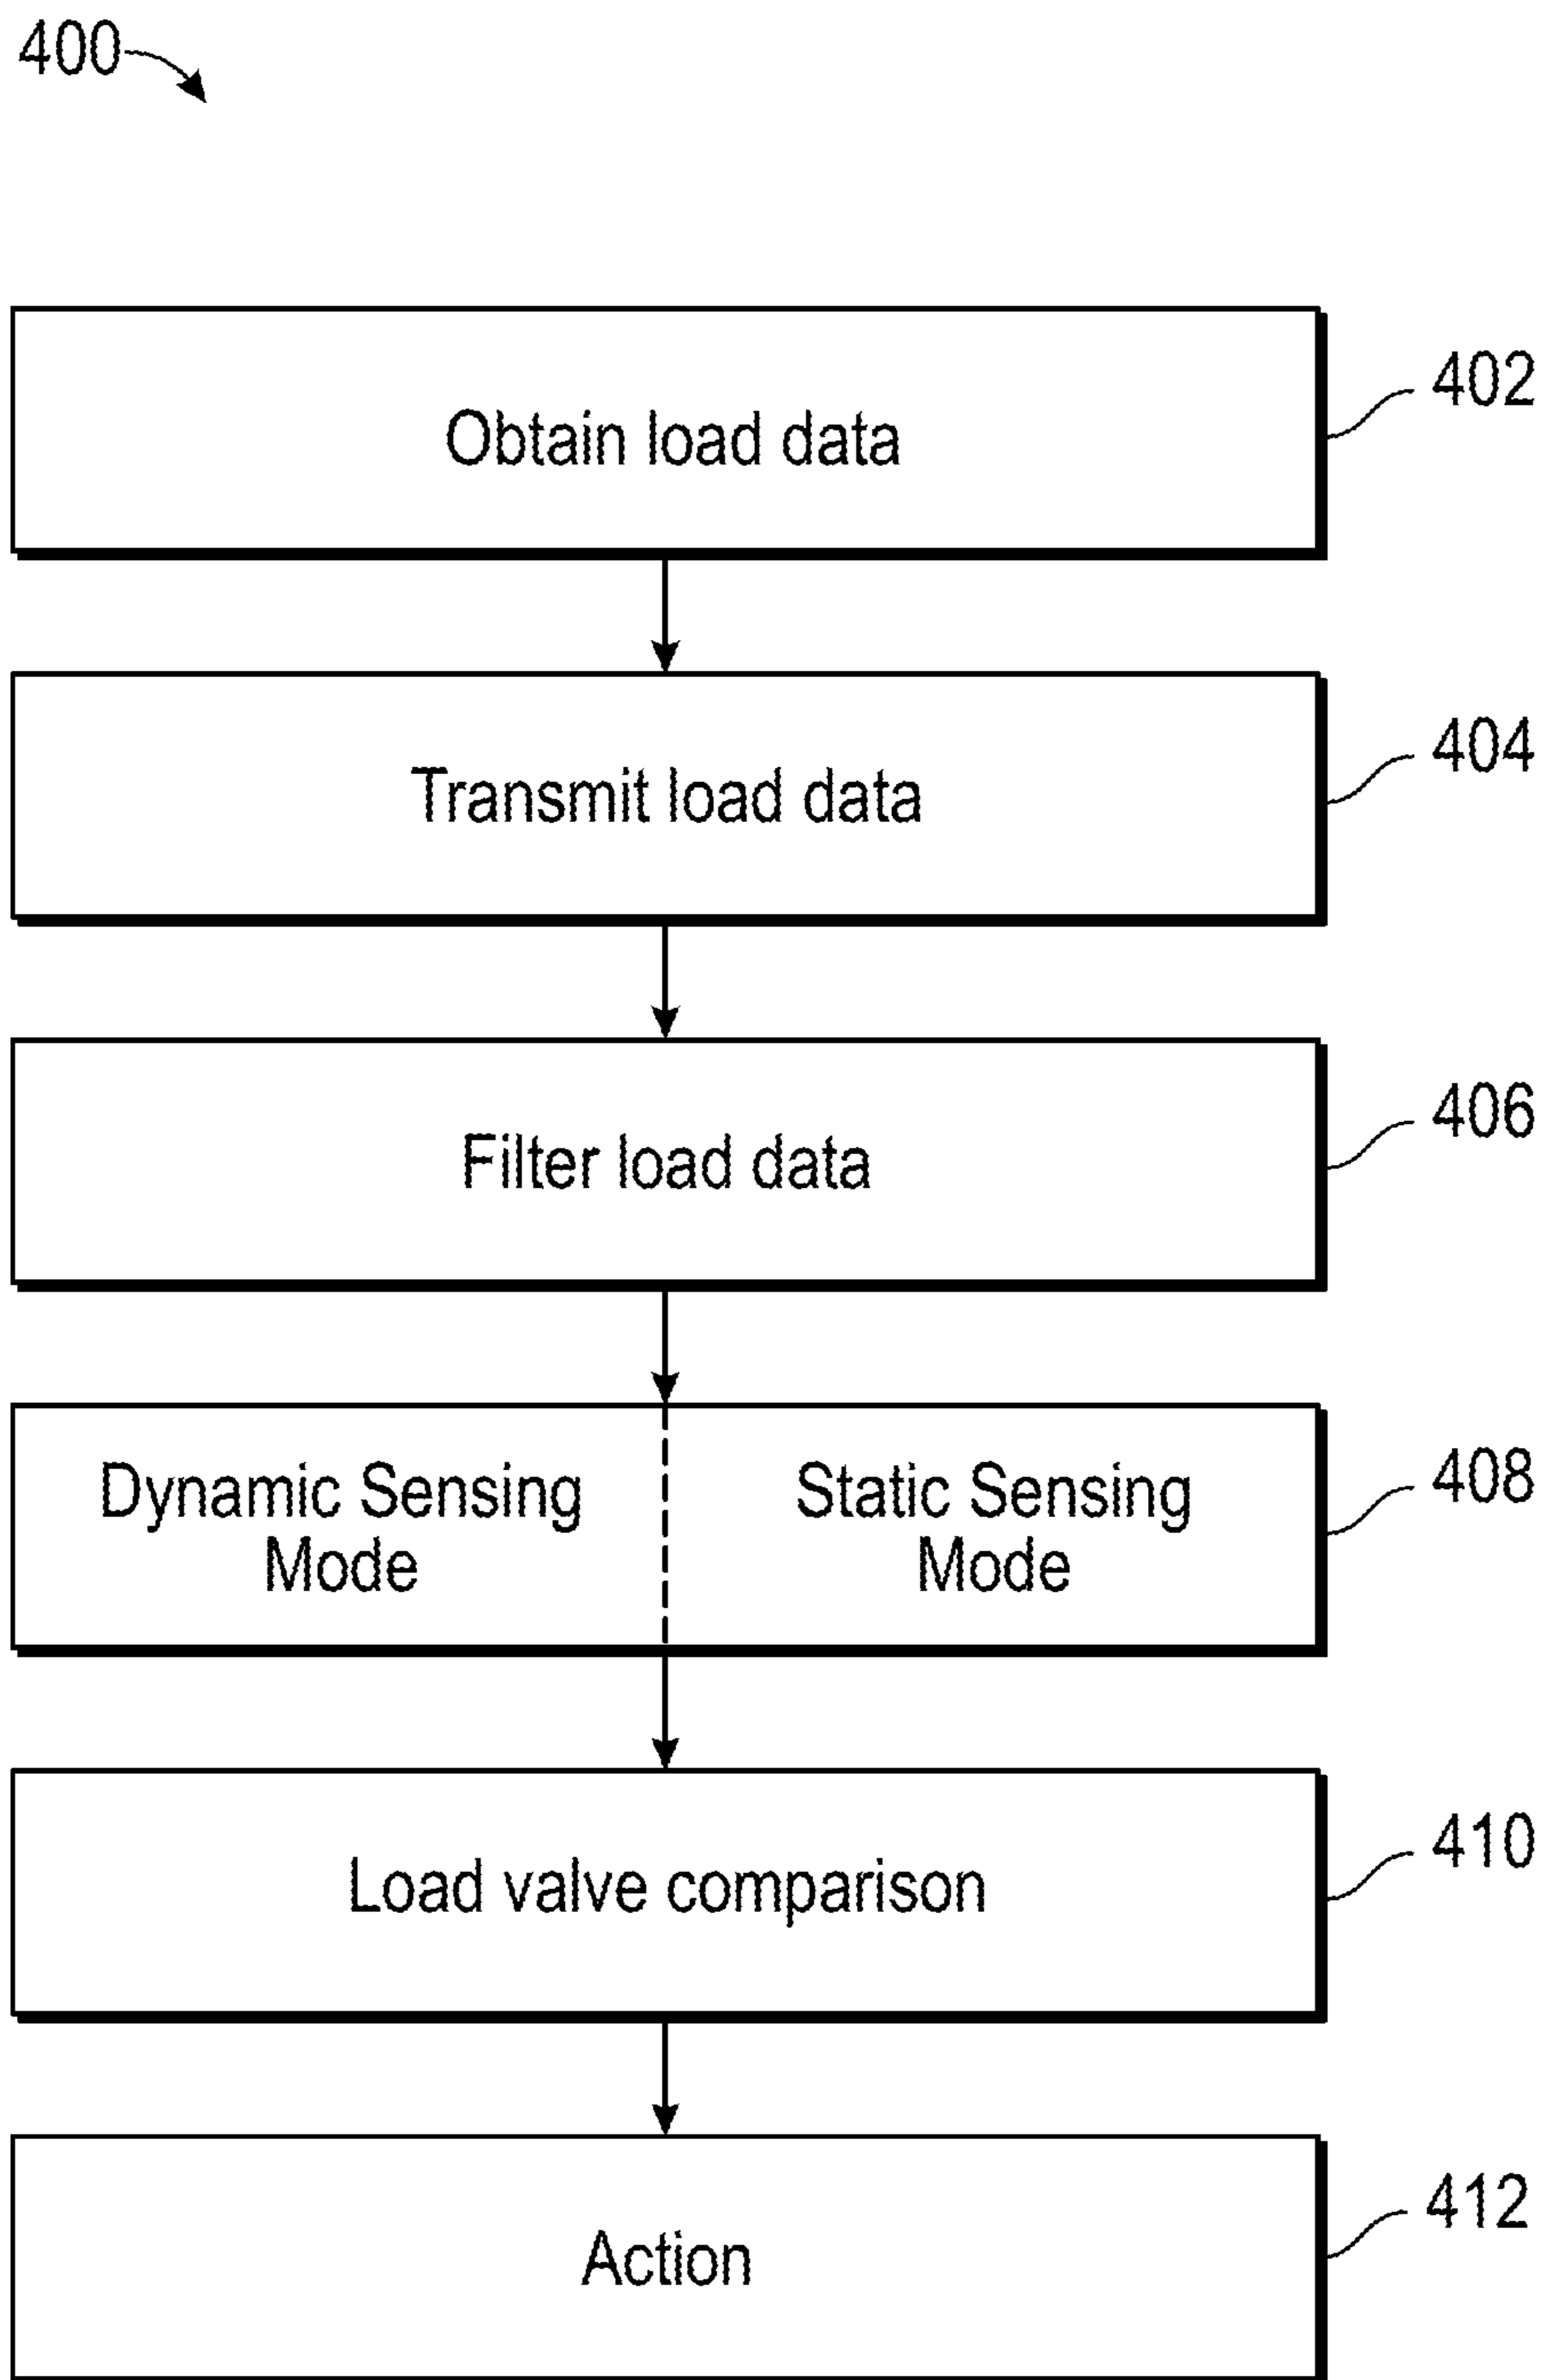 400
Obtain load data
402
Transmit load data
404
Filter load data
406
Dynamic Sensing
Mode
Static Sensing
Mode
408
Load valve comparison
410
Action
412